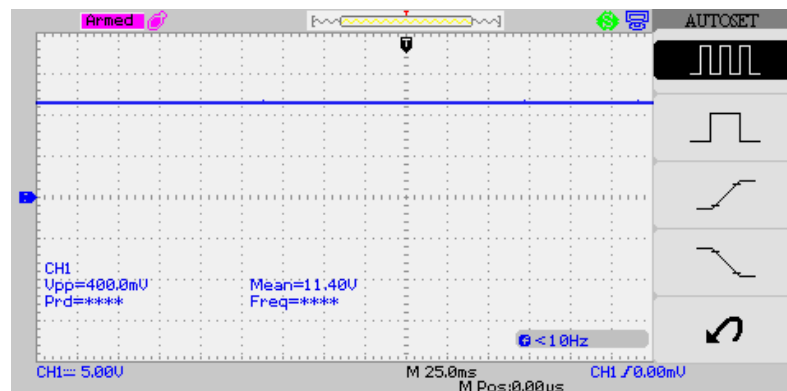 Armed
AUTOSET
CH1
Vpp=400.0mV Mean=11.40V
Prd=**** Freq=****
<10Hz
CH1 5.00V M 25.0ms CH1 0.00mV
M Pos:0.00µs